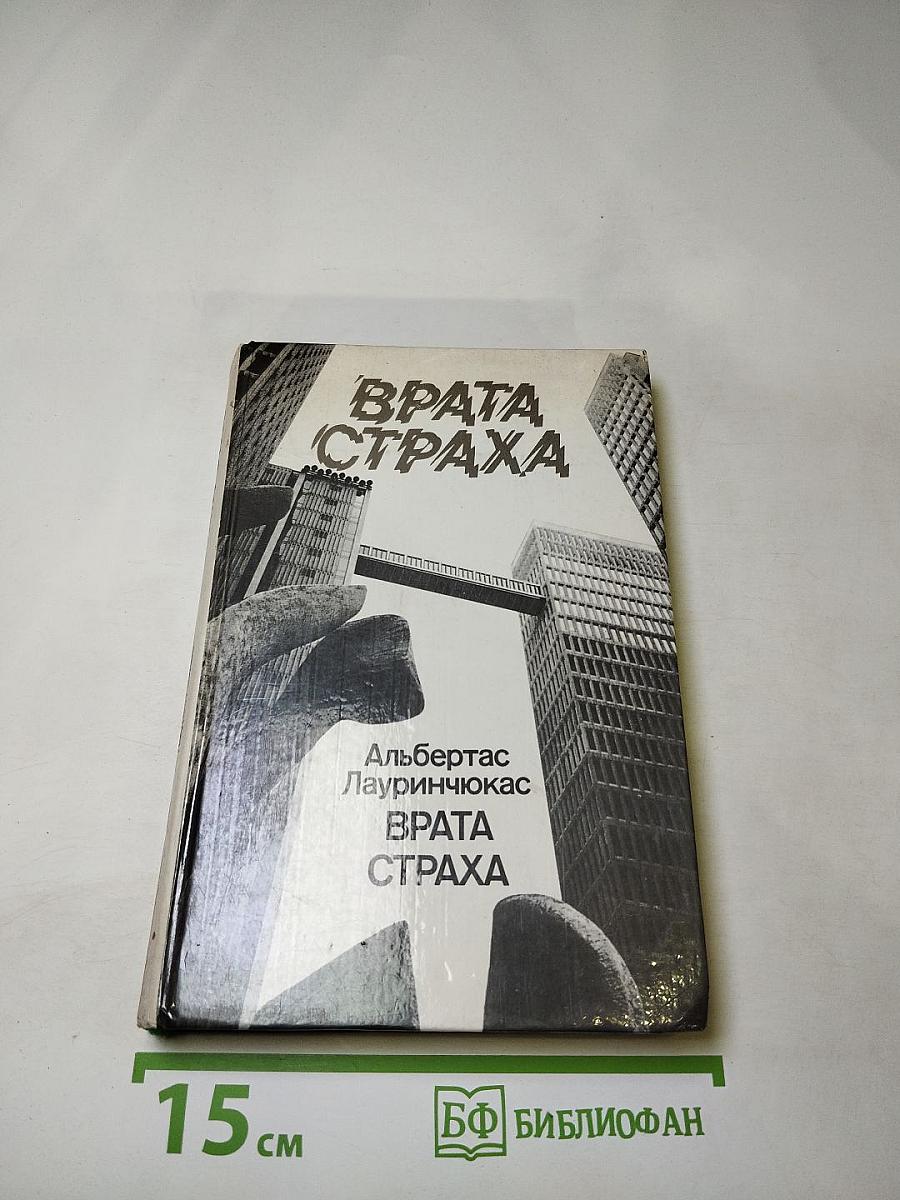 ВРАТА
СТРАХА
Альбертас
Лауринчюкас
ВРАТА
СТРАХА
15 см
БФ БИБЛИОФАН